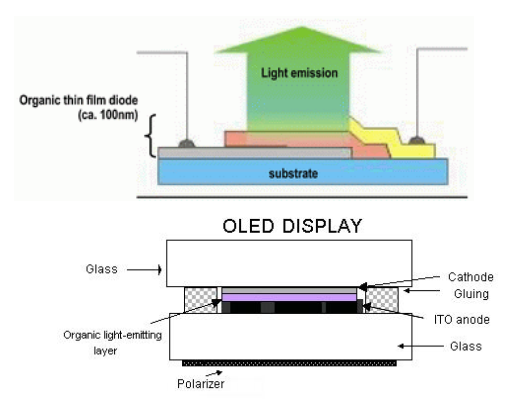 Light emission
Organic thin film diode
(ca. 100nm)
substrate
OLED DISPLAY
Glass
Cathode
Gluing
ITO anode
Organic light-emitting
layer
Glass
Polarizer